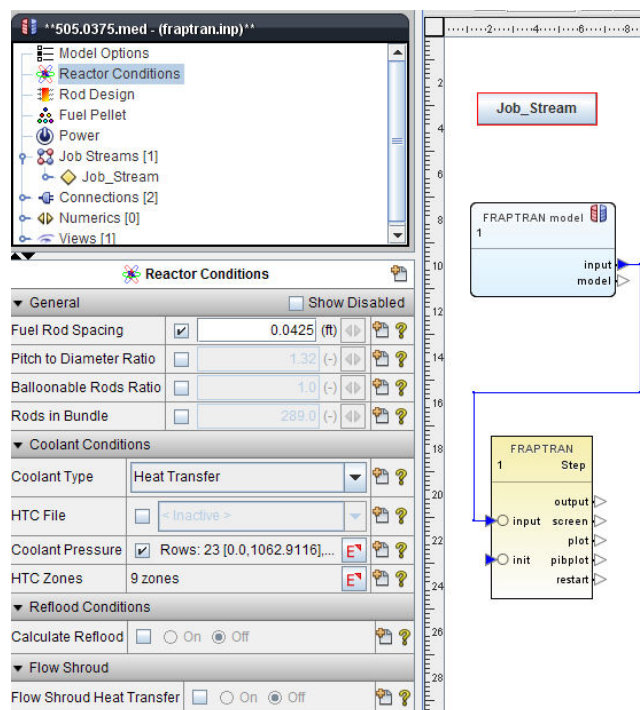 **505.0375.med - (fraptran.inp)**
Model Options
Reactor Conditions
Rod Design
Fuel Pellet
Power
Job Streams [1]
Job_Stream
Connections [2]
Numerics [0]
Views [1]
Reactor Conditions
General Show Disabled
Fuel Rod Spacing 0.0425 (ft)
Pitch to Diameter Ratio 1.32 (-)
Balloonable Rods Ratio 1.0 (-)
Rods in Bundle 289.0 (-)
Coolant Conditions
Coolant Type Heat Transfer
HTC File < Inactive >
Coolant Pressure Rows: 23 [0.0,1062.9116],... E
HTC Zones 9 zones E
Reflood Conditions
Calculate Reflood On Off
Flow Shroud
Flow Shroud Heat Transfer On Off
2 4 6 8
2
4
6
8
10
12
14
16
18
20
22
24
26
28
Job_Stream
FRAPTRAN model
1
input
model
FRAPTRAN
1 Step
output
input screen
plot
init pibplot
restart